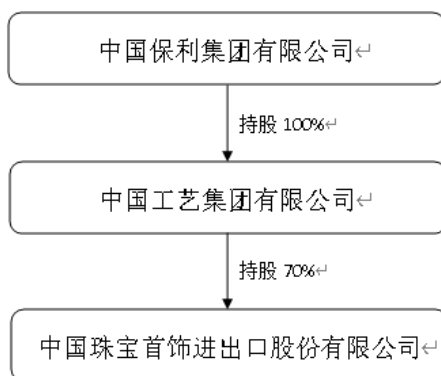 中国保利集团有限公司↵
持股 100%↵
中国工艺集团有限公司↵
持股 70%↵
中国珠宝首饰进出口股份有限公司↵